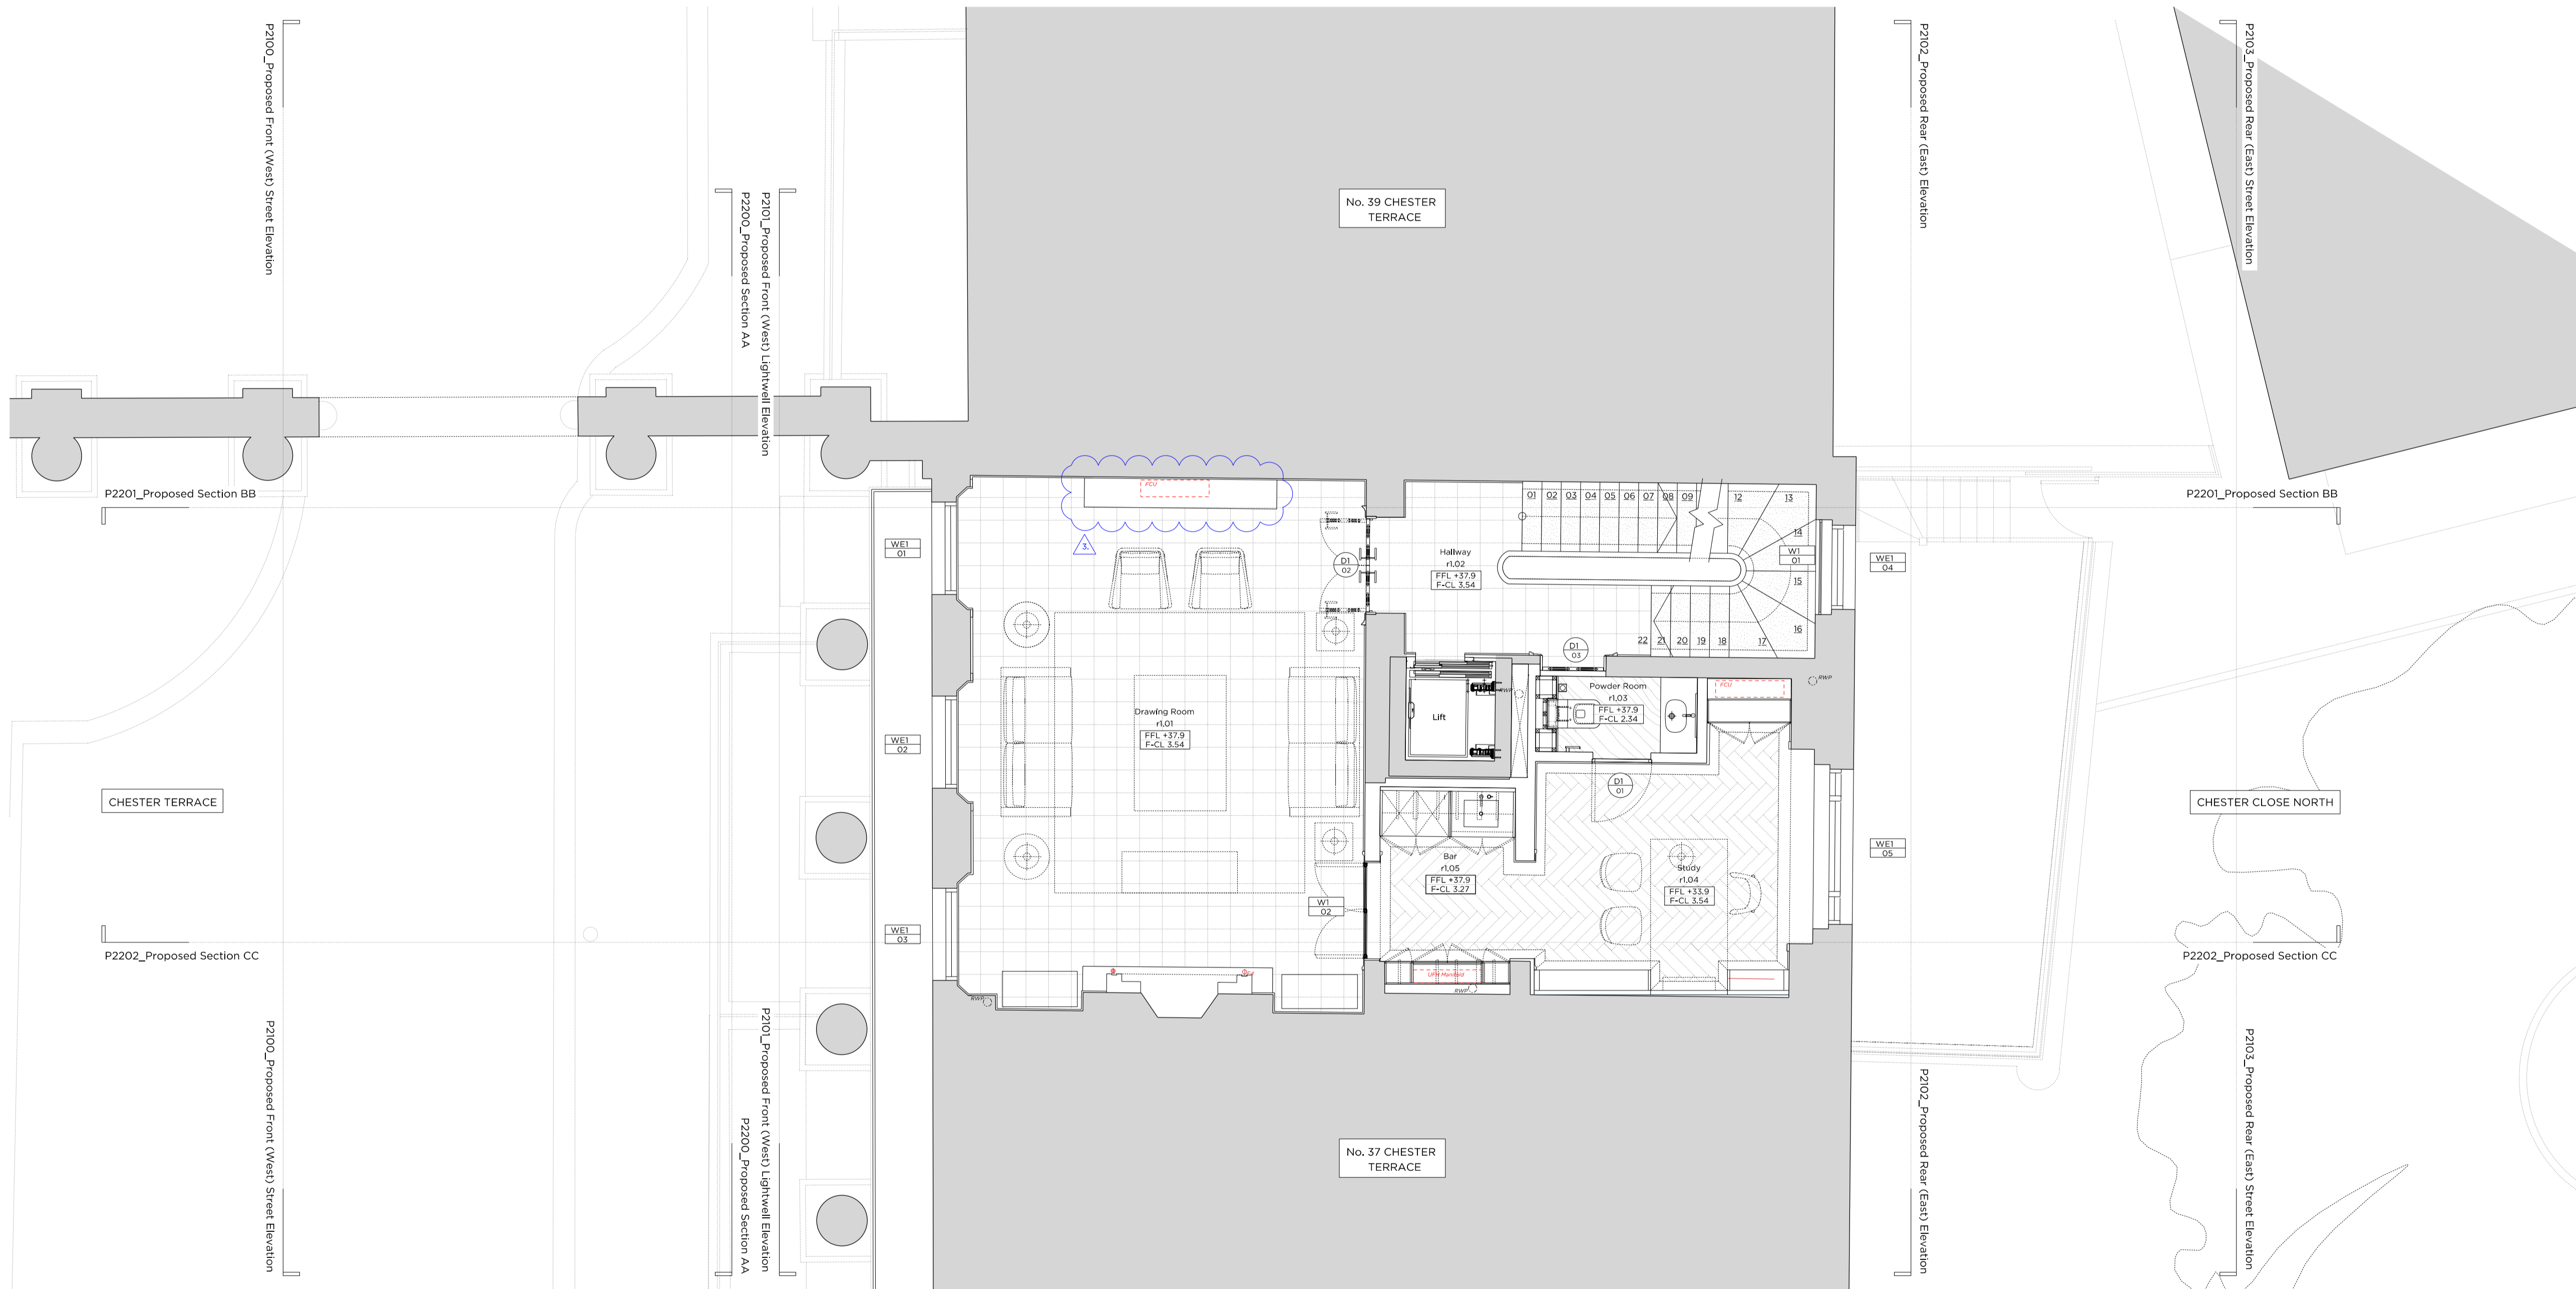 P2100_Proposed Front (West) Street Elevation
P2200_Proposed Section AA
P2101_Proposed Front (West) Lightwell Elevation
No. 39 CHESTER
TERRACE
P2102_Proposed Rear (East) Elevation
P2103_Proposed Rear (East) Street Elevation
P2201_Proposed Section BB
P2201_Proposed Section BB
FCU
3.
WE1
01
D1
02
Hallway
r1.02
FFL +37.9
F-CL 3.54
01
02
03
04
05
06
07
08
09
12
13
14
15
16
17
18
19
20
21
22
W1
01
WE1
04
D1
03
RWP
RWP
FCU
Powder Room
r1.03
FFL +37.9
F-CL 2.34
Lift
Drawing Room
r1.01
FFL +37.9
F-CL 3.54
WE1
02
D1
01
CHESTER TERRACE
CHESTER CLOSE NORTH
Bar
r1.05
FFL +37.9
F-CL 3.27
Study
r1.04
FFL +33.9
F-CL 3.54
WE1
05
W1
02
WE1
03
P2202_Proposed Section CC
P2202_Proposed Section CC
UFH Manifold
RWP
RWP
No. 37 CHESTER
TERRACE
P2100_Proposed Front (West) Street Elevation
P2200_Proposed Section AA
P2101_Proposed Front (West) Lightwell Elevation
P2102_Proposed Rear (East) Elevation
P2103_Proposed Rear (East) Street Elevation